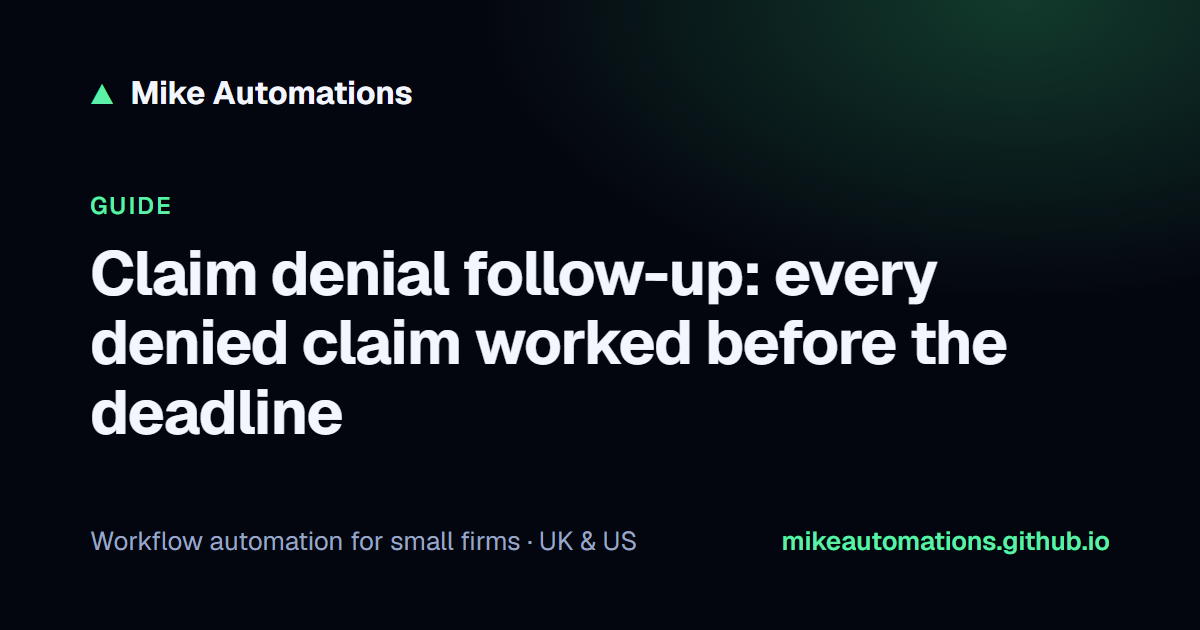 Mike Automations
GUIDE
Claim denial follow-up: every
denied claim worked before the
deadline
Workflow automation for small firms · UK & US
mikeautomations.github.io